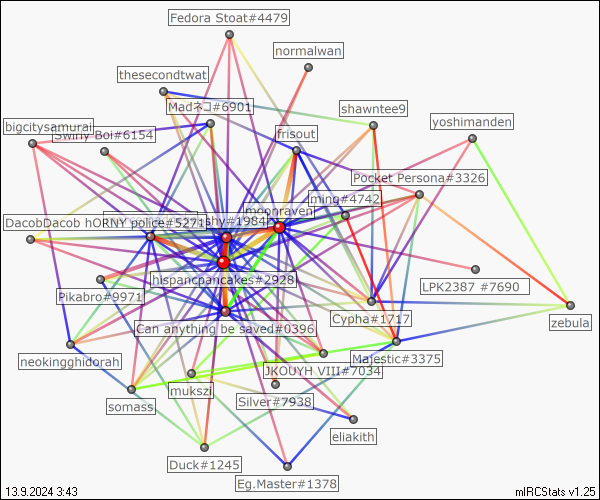 Fedora Stoat#4479
normalwan
thesecondtwat
Madネコ#6901
shawntee9
bigcitysamurai
Swiny Boi#6154
frisout
yoshimanden
Pocket Persona#3326
ming#4742
DacobDacob
hORNY police#5271
shy#1984
moonraven
hispancpancakes#2928
LPK2387 #7690
Pikabro#9971
Cypha#1717
zebula
Can anything be saved#0396
neokingghidorah
Majestic#3375
JKOUYH VIII#7034
mukszi
Silver#7938
somass
eliakith
Duck#1245
Eg.Master#1378
13.9.2024 3:43
mIRCStats v1.25